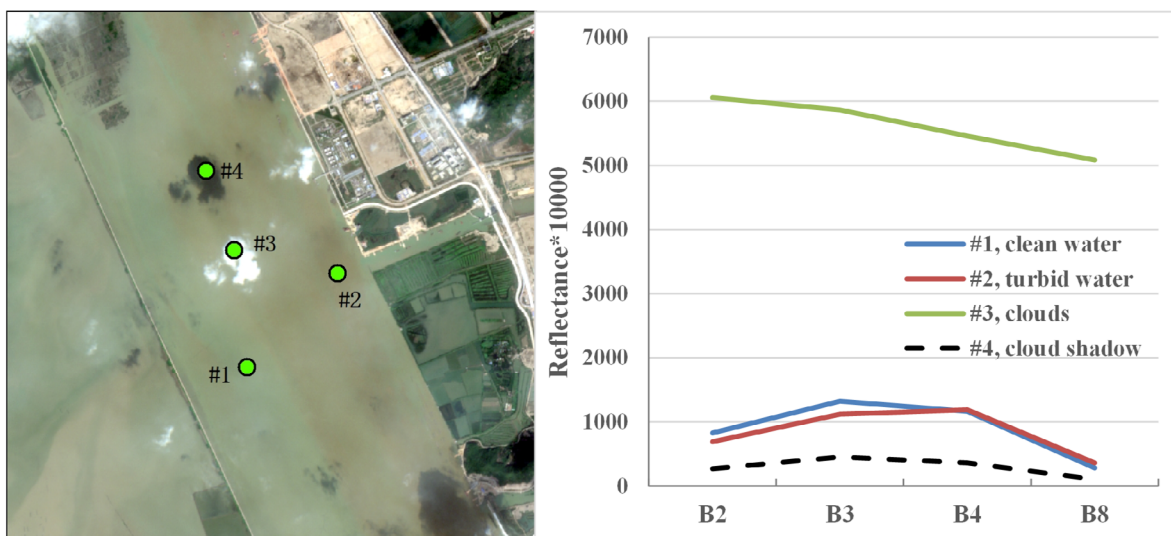 #4
#3
#2
#1
Reflectance*10000
7000
6000
5000
4000
3000
2000
1000
0
#1, clean water
#2, turbid water
#3, clouds
#4, cloud shadow
B2 B3 B4 B8